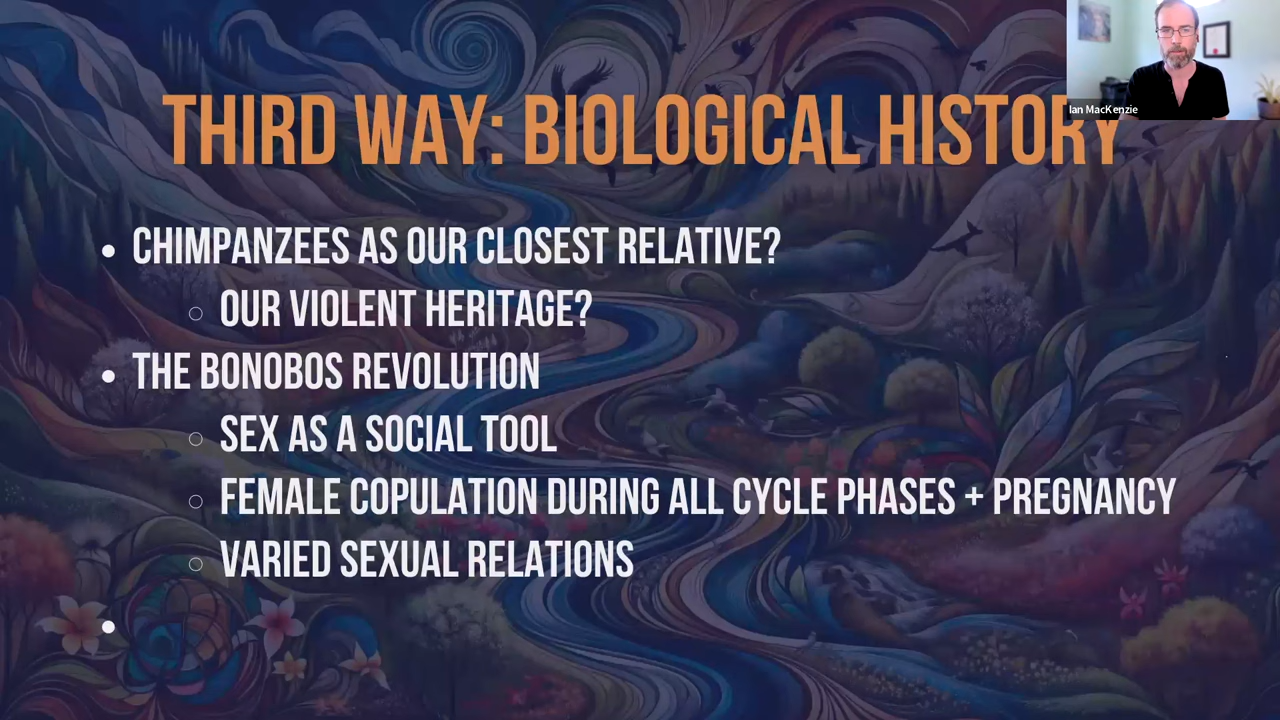 Ian MacKenzie
THIRD WAY: BIOLOGICAL HISTORY
• CHIMPANZEES AS OUR CLOSEST RELATIVE?
○ OUR VIOLENT HERITAGE?
• THE BONOBOS REVOLUTION
○ SEX AS A SOCIAL TOOL
○ FEMALE COPULATION DURING ALL CYCLE PHASES + PREGNANCY
○ VARIED SEXUAL RELATIONS
•